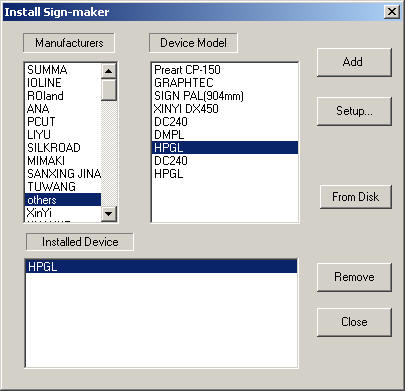 Install Sign-maker
Manufacturers
Device Model
SUMMA
IOLINE
ROland
ANA
PCUT
LIYU
SILKROAD
MIMAKI
SANXING JINA
TUWANG
others
XinYi
Preart CP-150
GRAPHTEC
SIGN PAL(904mm)
XINYI DX450
DC240
DMPL
HPGL
DC240
HPGL
Add
Setup...
From Disk
Installed Device
HPGL
Remove
Close